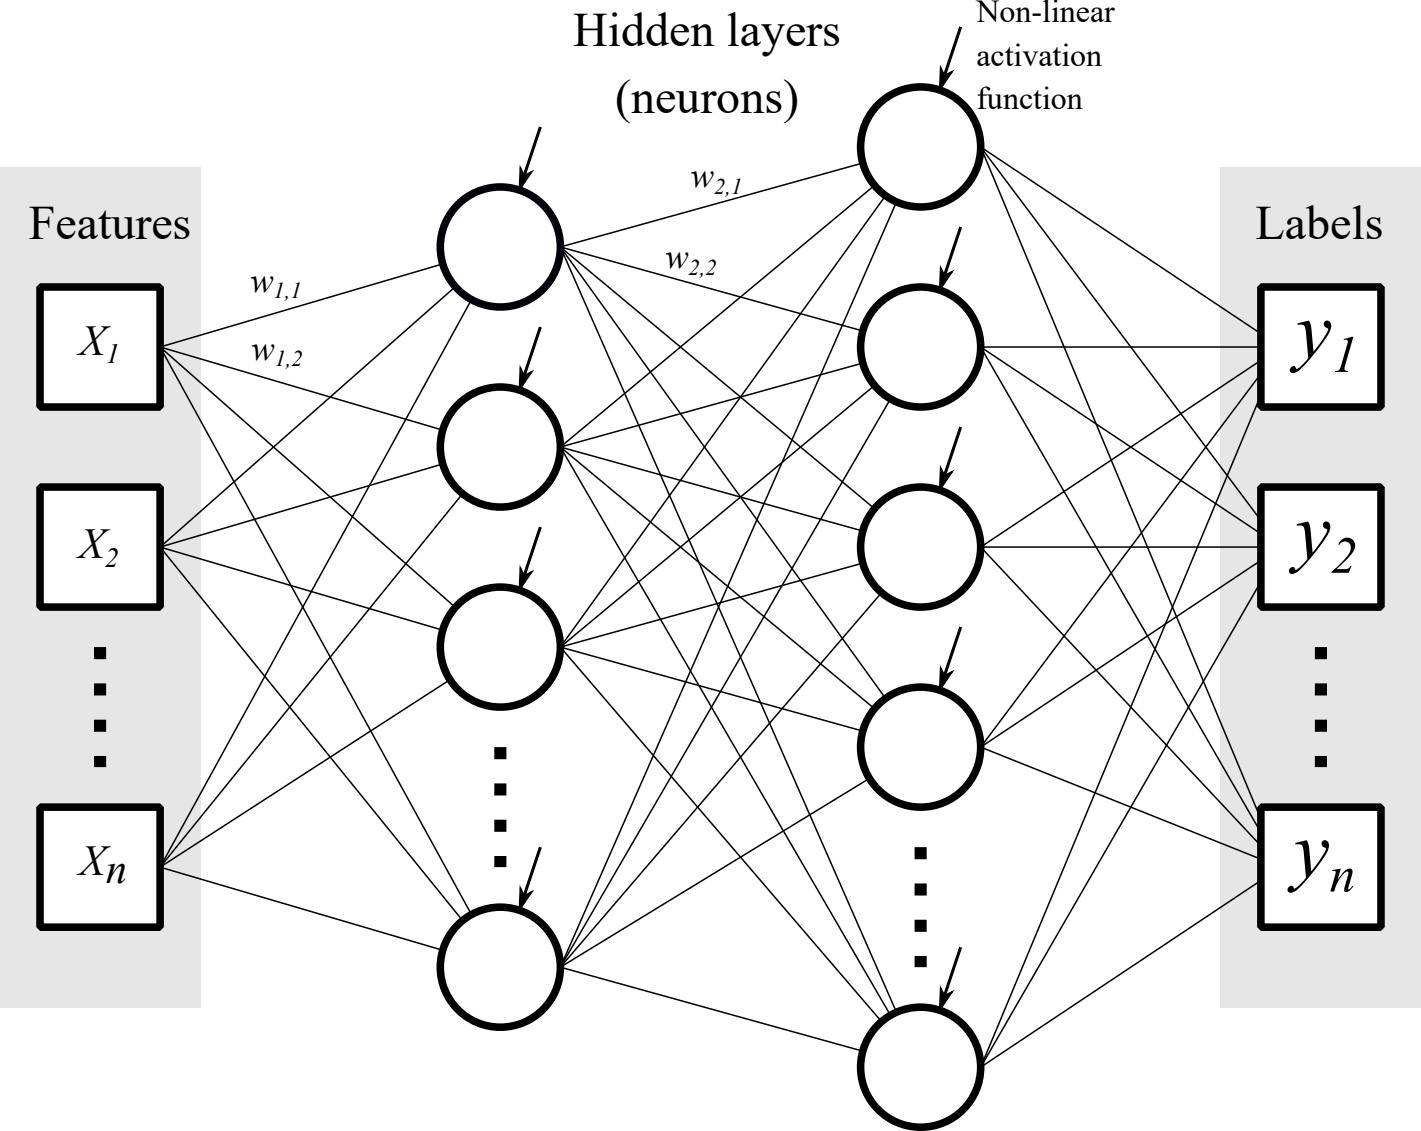 Hidden layers
(neurons)
Non-linear
activation
function
Features
Labels
w2,1
w2,2
w1,1
w1,2
X1
X2
Xn
y1
y2
yn